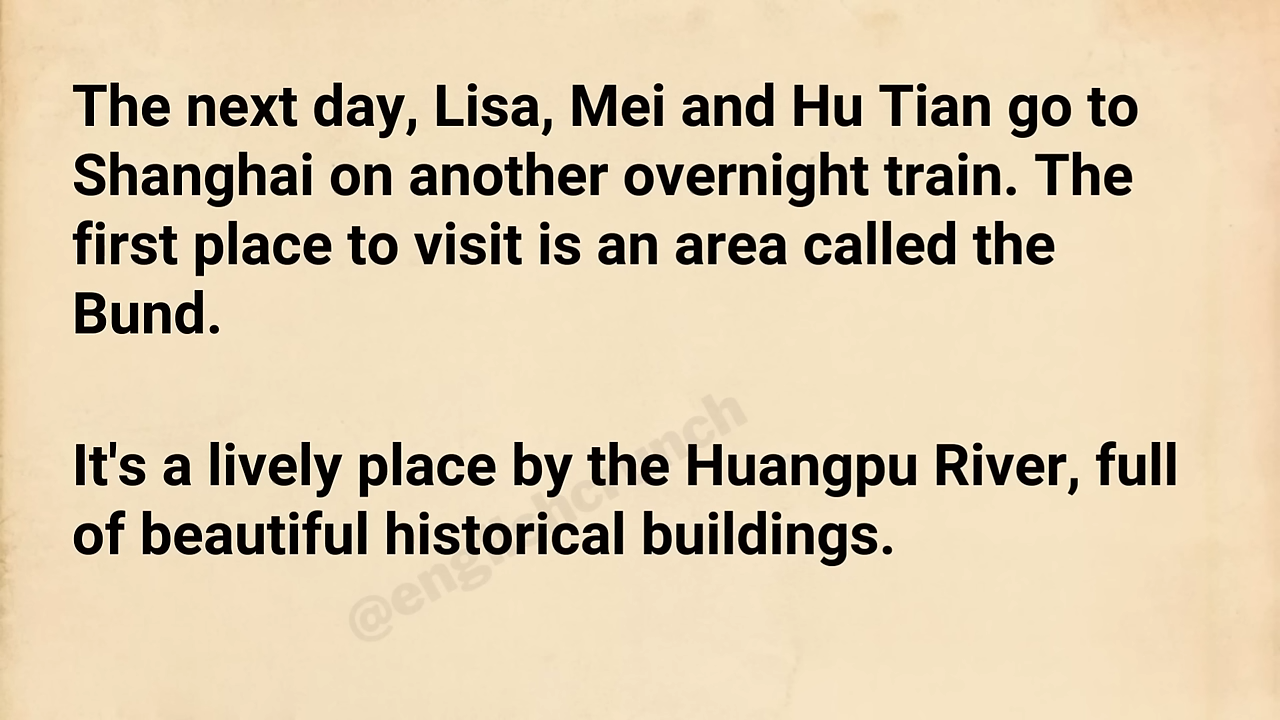 The next day, Lisa, Mei and Hu Tian go to
Shanghai on another overnight train. The
first place to visit is an area called the
Bund.
It's a lively place by the Huangpu River, full
of beautiful historical buildings.